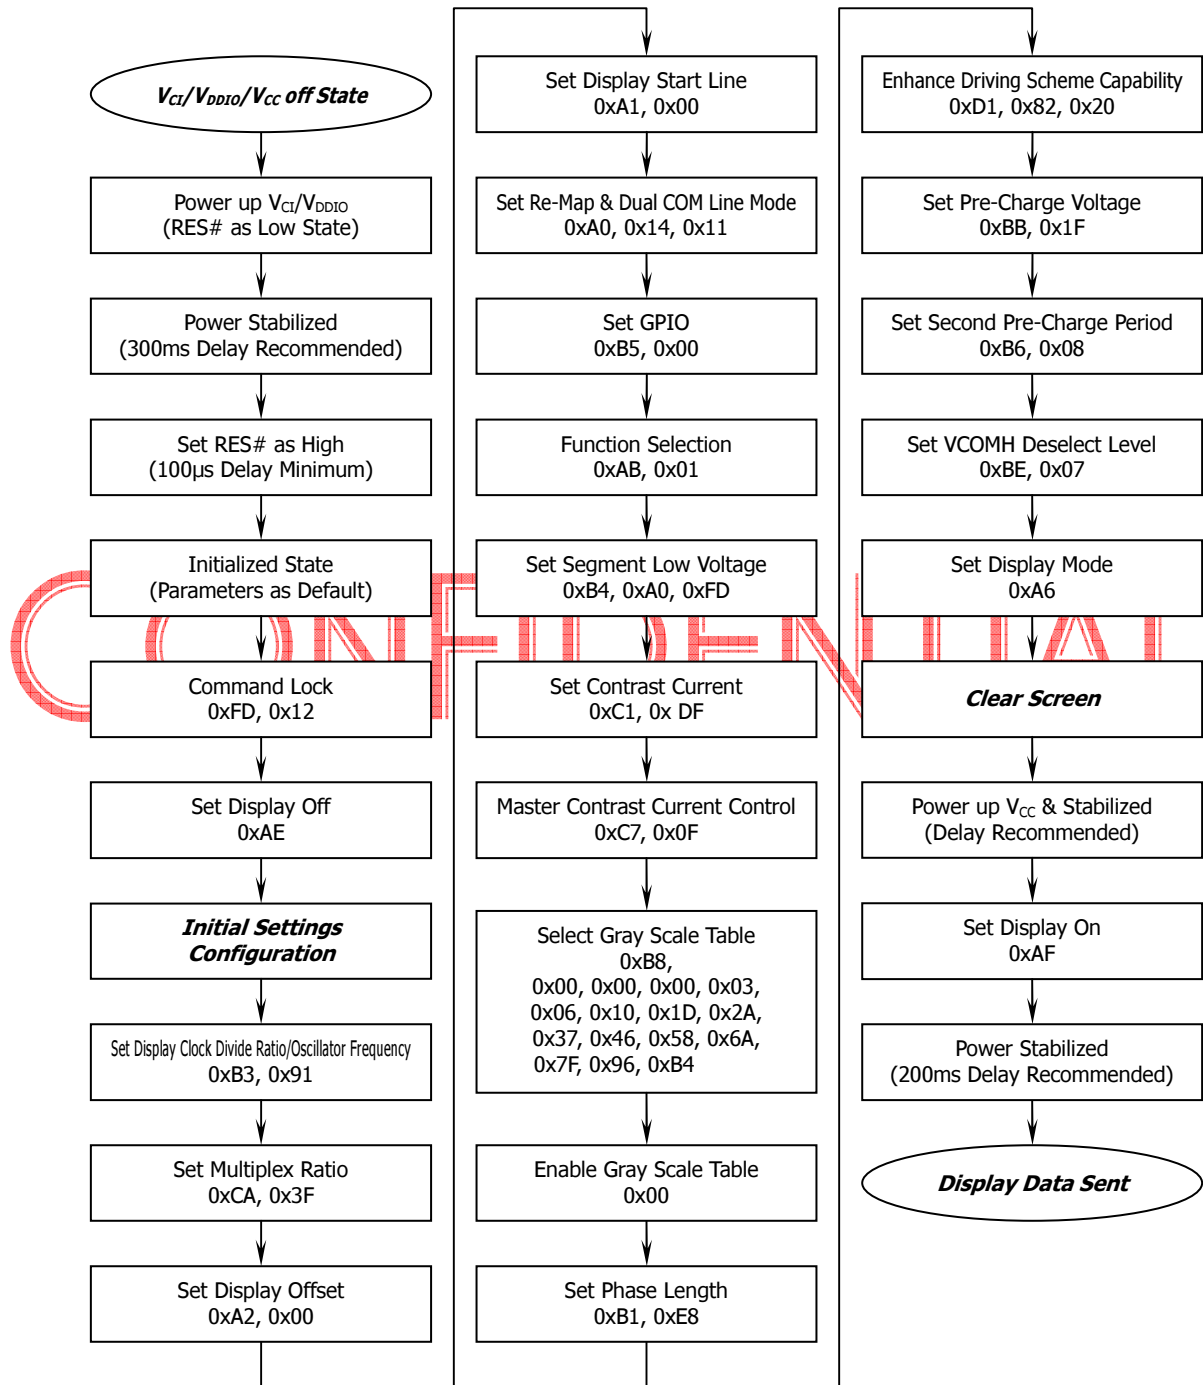 V_CI/V_DDIO/V_CC off State
Power up V_CI/V_DDIO
(RES# as Low State)
Power Stabilized
(300ms Delay Recommended)
Set RES# as High
(100μs Delay Minimum)
Initialized State
(Parameters as Default)
Command Lock
0xFD, 0x12
Set Display Off
0xAE
Initial Settings
Configuration
Set Display Clock Divide Ratio/Oscillator Frequency
0xB3, 0x91
Set Multiplex Ratio
0xCA, 0x3F
Set Display Offset
0xA2, 0x00
Set Display Start Line
0xA1, 0x00
Set Re-Map & Dual COM Line Mode
0xA0, 0x14, 0x11
Set GPIO
0xB5, 0x00
Function Selection
0xAB, 0x01
Set Segment Low Voltage
0xB4, 0xA0, 0xFD
Set Contrast Current
0xC1, 0x DF
Master Contrast Current Control
0xC7, 0x0F
Select Gray Scale Table
0xB8,
0x00, 0x00, 0x00, 0x03,
0x06, 0x10, 0x1D, 0x2A,
0x37, 0x46, 0x58, 0x6A,
0x7F, 0x96, 0xB4
Enable Gray Scale Table
0x00
Set Phase Length
0xB1, 0xE8
Enhance Driving Scheme Capability
0xD1, 0x82, 0x20
Set Pre-Charge Voltage
0xBB, 0x1F
Set Second Pre-Charge Period
0xB6, 0x08
Set VCOMH Deselect Level
0xBE, 0x07
Set Display Mode
0xA6
Clear Screen
Power up V_CC & Stabilized
(Delay Recommended)
Set Display On
0xAF
Power Stabilized
(200ms Delay Recommended)
Display Data Sent
CONFIDENTIAL